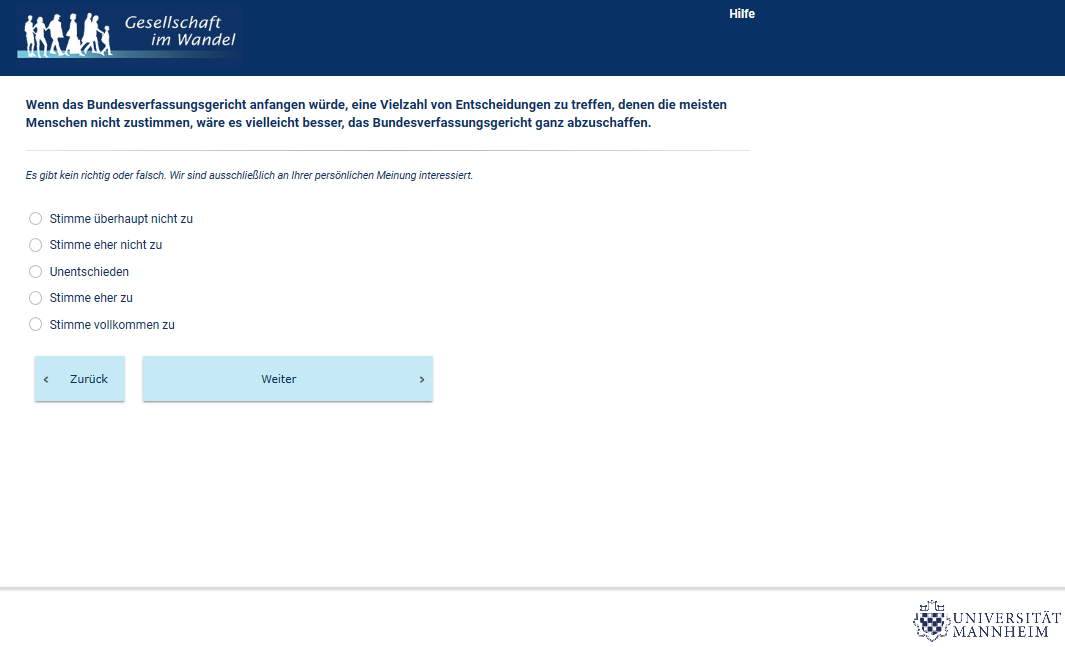 Gesellschaft
im Wandel
Hilfe
Wenn das Bundesverfassungsgericht anfangen würde, eine Vielzahl von Entscheidungen zu treffen, denen die meisten
Menschen nicht zustimmen, wäre es vielleicht besser, das Bundesverfassungsgericht ganz abzuschaffen.
Es gibt kein richtig oder falsch. Wir sind ausschließlich an Ihrer persönlichen Meinung interessiert.
Stimme überhaupt nicht zu
Stimme eher nicht zu
Unentschieden
Stimme eher zu
Stimme vollkommen zu
‹ Zurück
Weiter ›
UNIVERSITÄT
MANNHEIM